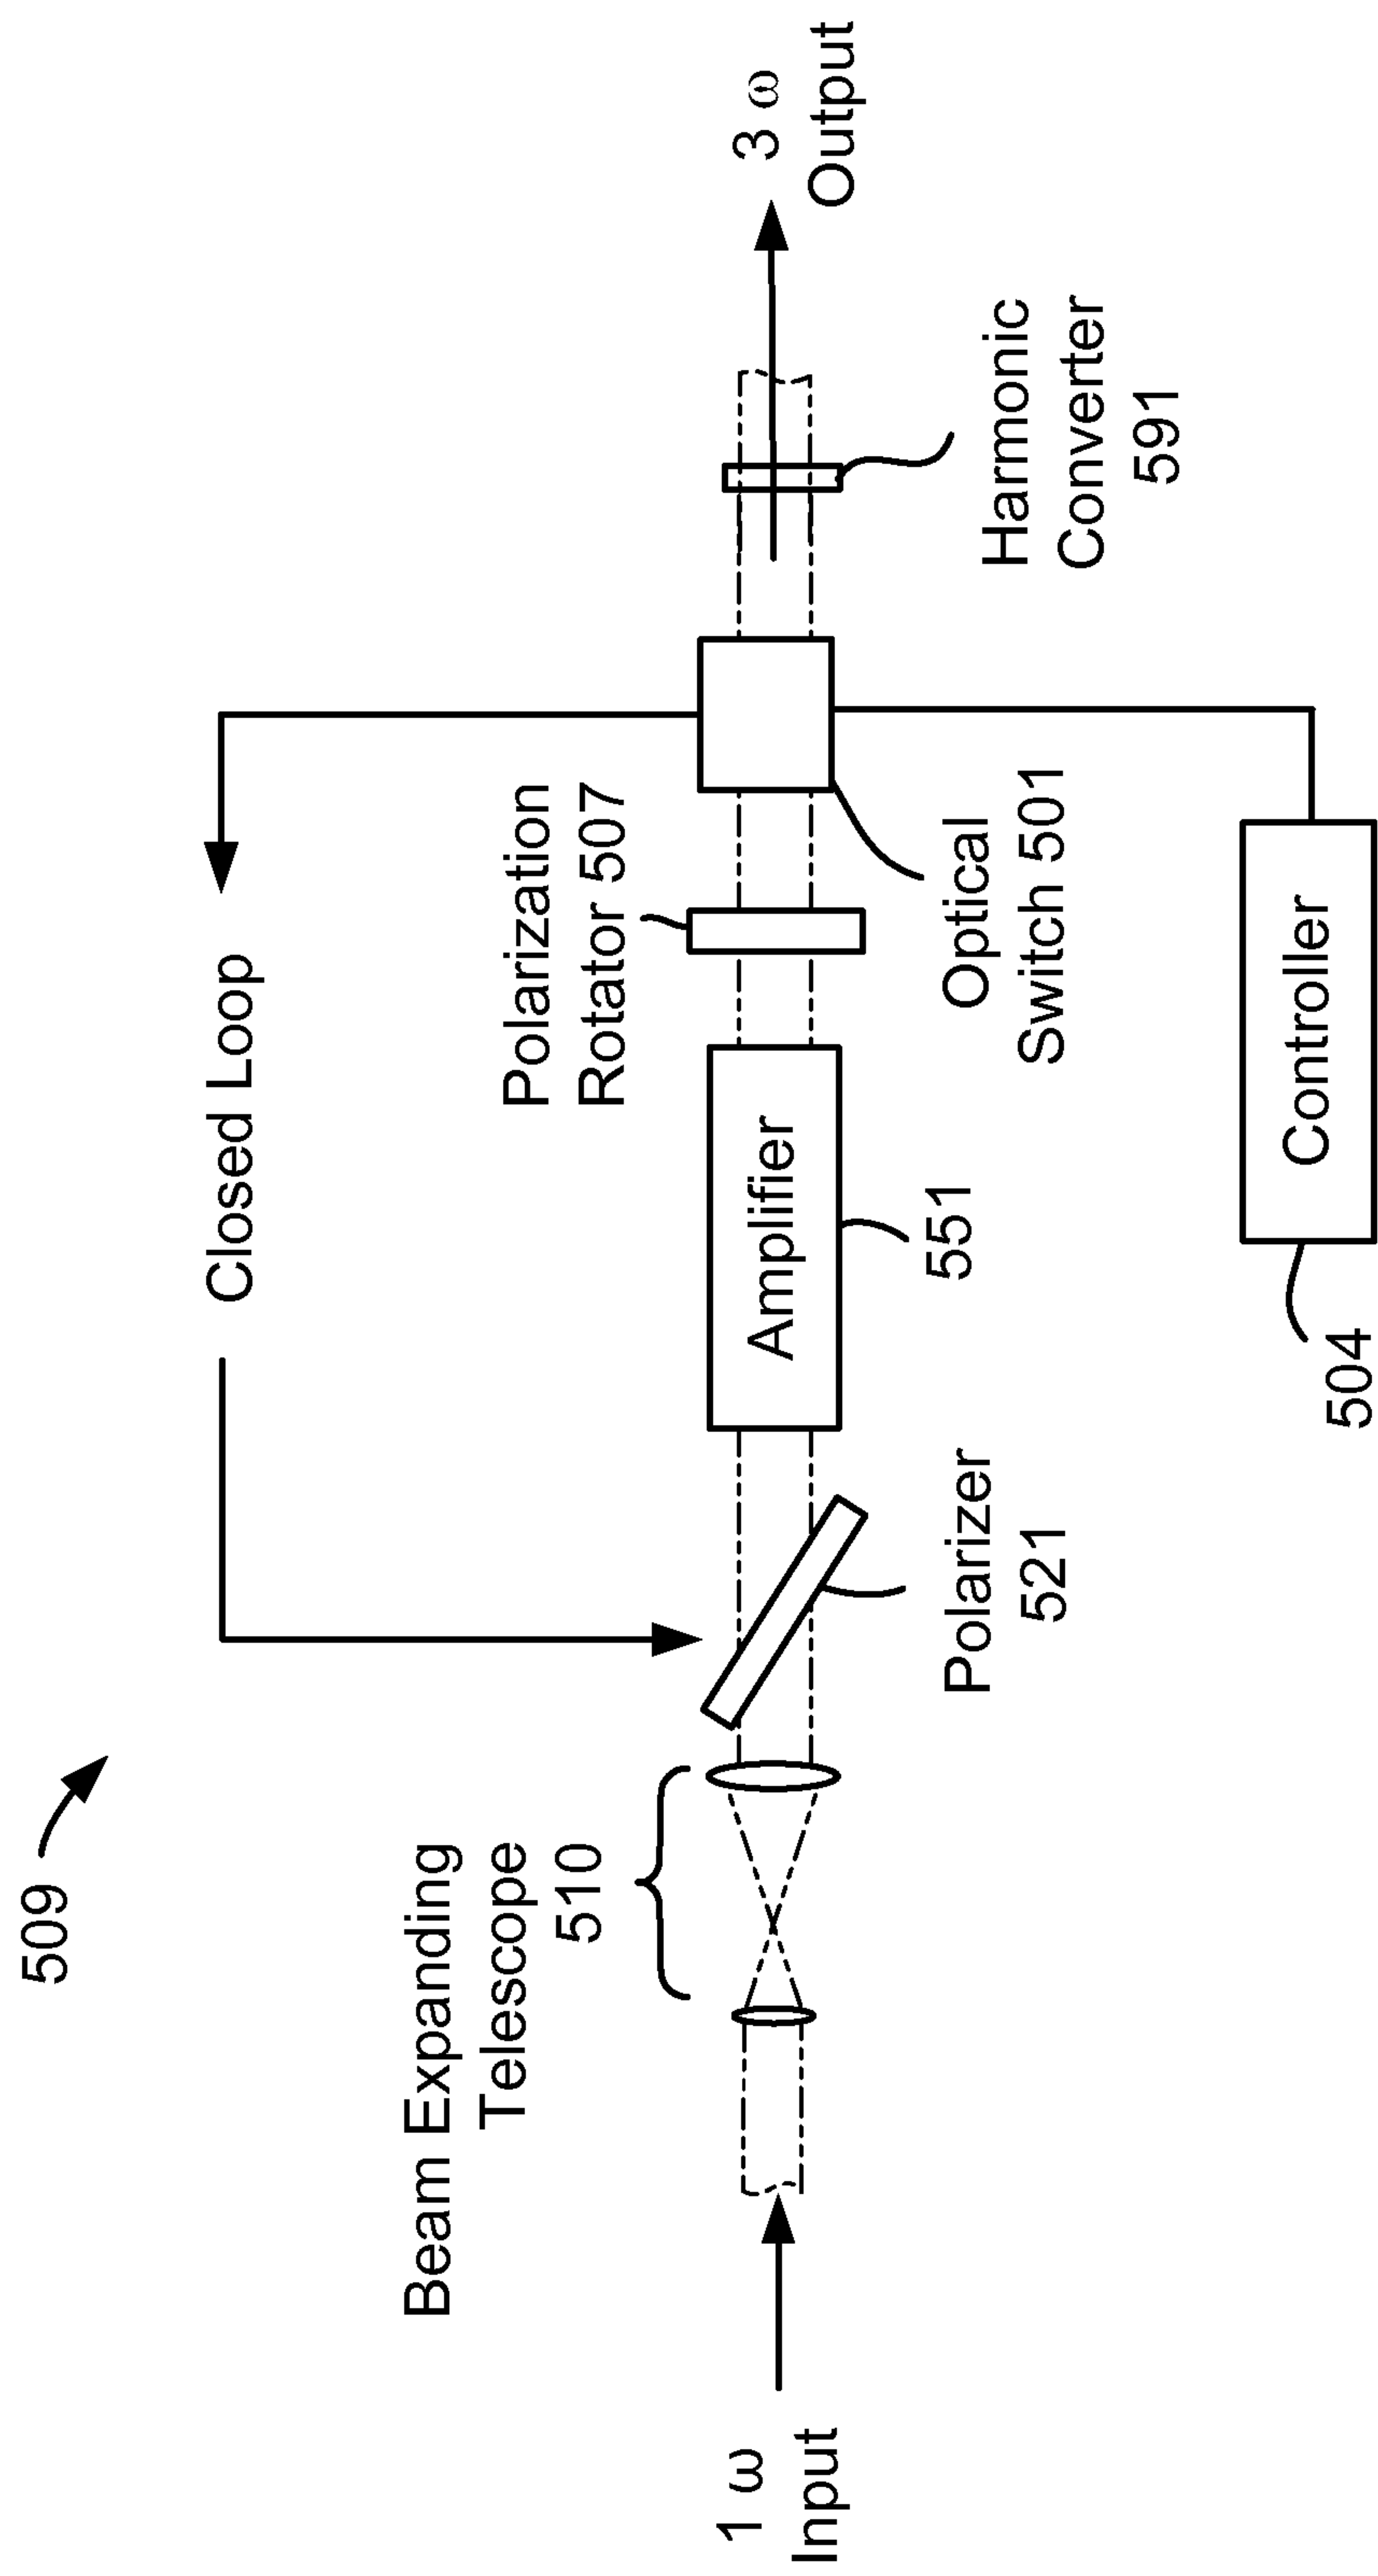 509
Closed Loop
Beam Expanding
Telescope
510
Polarization
Rotator 507
1 ω
Input
Amplifier
3 ω
Output
Polarizer
521
551
Optical
Switch 501
Harmonic
Converter
591
504
Controller